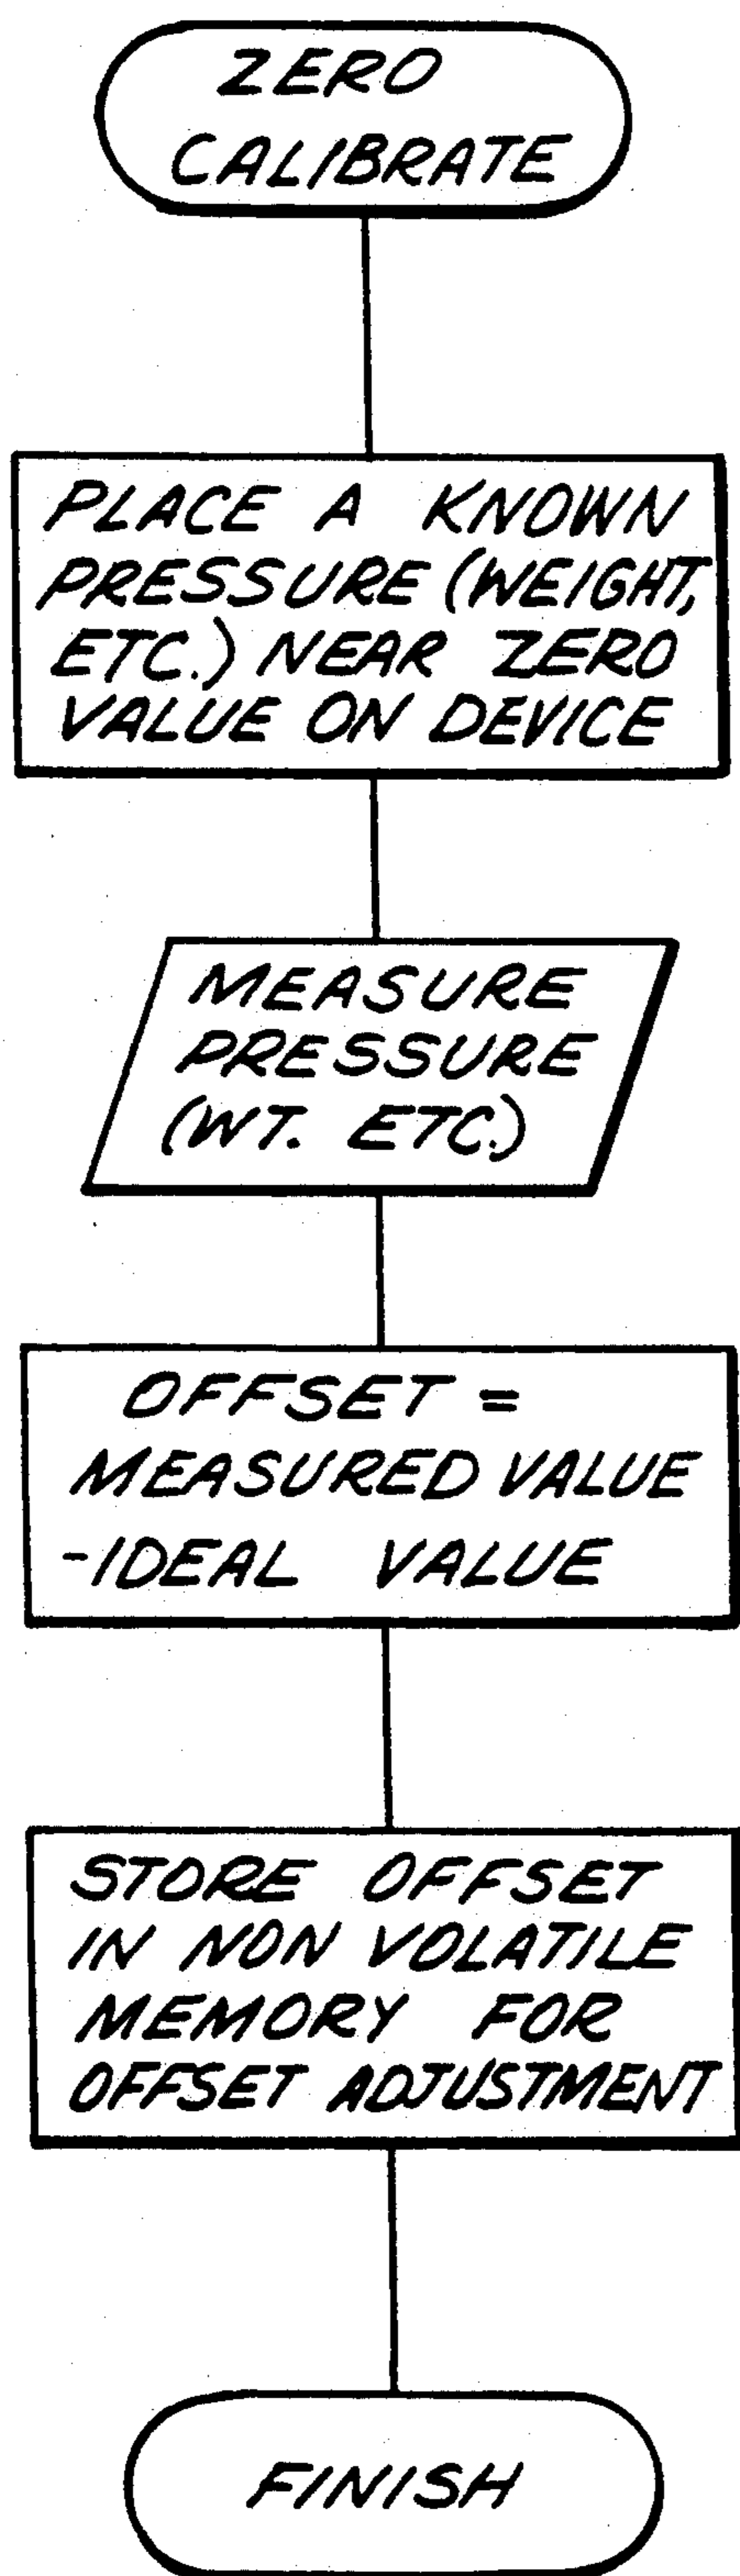 ZERO
CALIBRATE
PLACE A KNOWN
PRESSURE (WEIGHT,
ETC.) NEAR ZERO
VALUE ON DEVICE
MEASURE
PRESSURE
(WT. ETC.)
OFFSET =
MEASURED VALUE
-IDEAL VALUE
STORE OFFSET
IN NON VOLATILE
MEMORY FOR
OFFSET ADJUSTMENT
FINISH